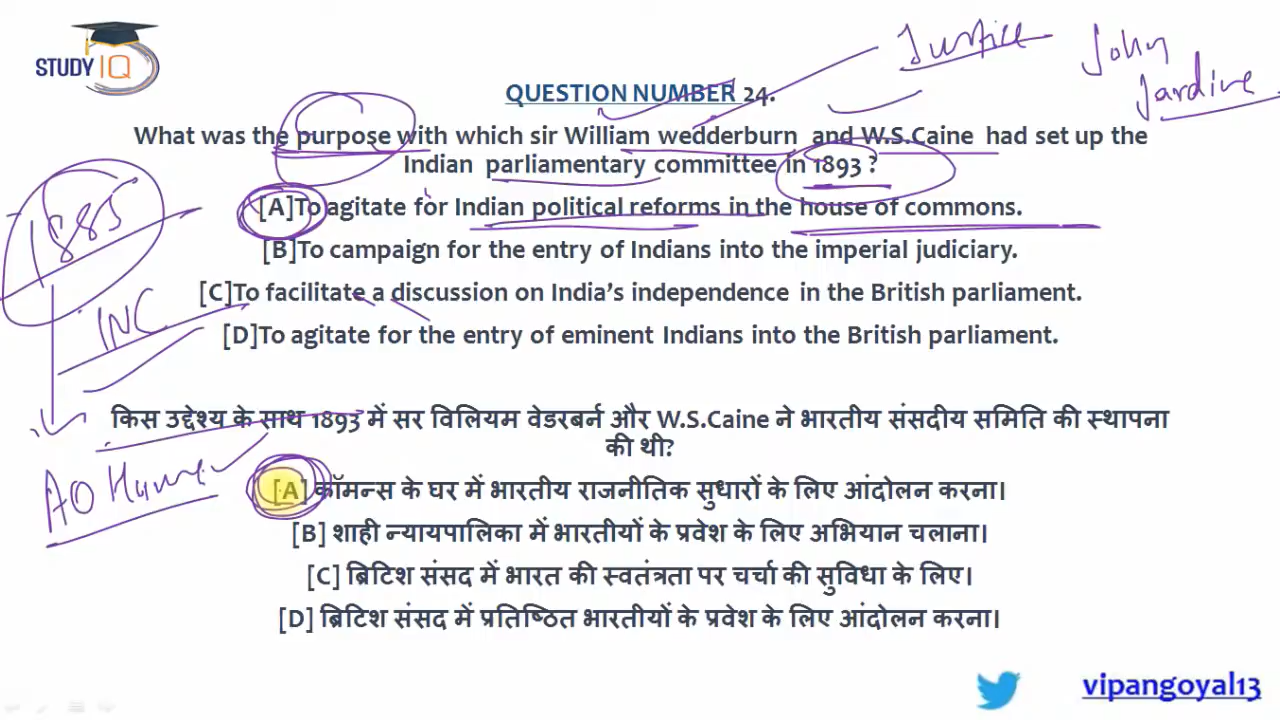 STUDY IQ
Justice
John
Jardine
QUESTION NUMBER 24.
What was the purpose with which sir William wedderburn and W.S.Caine had set up the
Indian parliamentary committee in 1893 ?
[A]To agitate for Indian political reforms in the house of commons.
[B]To campaign for the entry of Indians into the imperial judiciary.
[C]To facilitate a discussion on India's independence in the British parliament.
[D]To agitate for the entry of eminent Indians into the British parliament.
1885
INC
AO Hume
किस उद्देश्य के साथ 1893 में सर विलियम वेडरबर्न और W.S.Caine ने भारतीय संसदीय समिति की स्थापना
की थी?
[A] कॉमन्स के घर में भारतीय राजनीतिक सुधारों के लिए आंदोलन करना।
[B] शाही न्यायपालिका में भारतीयों के प्रवेश के लिए अभियान चलाना।
[C] ब्रिटिश संसद में भारत की स्वतंत्रता पर चर्चा की सुविधा के लिए।
[D] ब्रिटिश संसद में प्रतिष्ठित भारतीयों के प्रवेश के लिए आंदोलन करना।
vipangoyal13